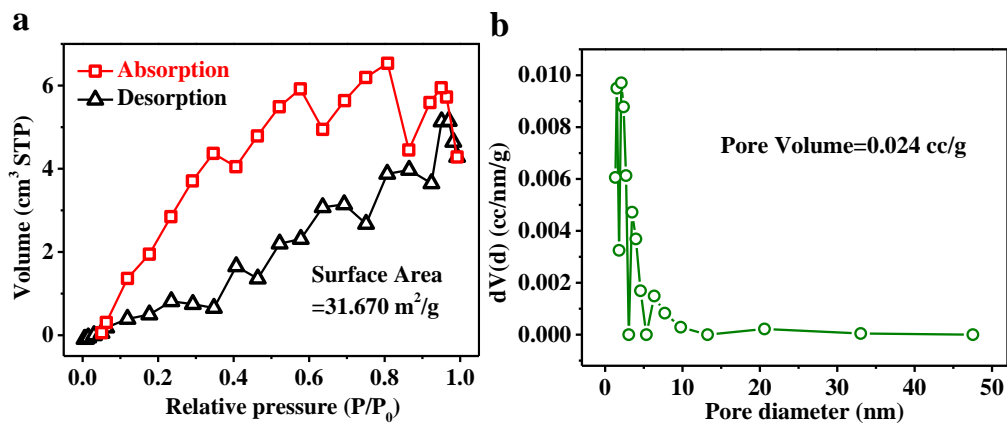 a
Volume (cm³ STP)
6
4
2
0
Absorption
Desorption
Surface Area
=31.670 m²/g
0.0 0.2 0.4 0.6 0.8 1.0
Relative pressure (P/P₀)
b
dV(d) (cc/nm/g)
0.010
0.008
0.006
0.004
0.002
0.000
Pore Volume=0.024 cc/g
0 10 20 30 40 50
Pore diameter (nm)